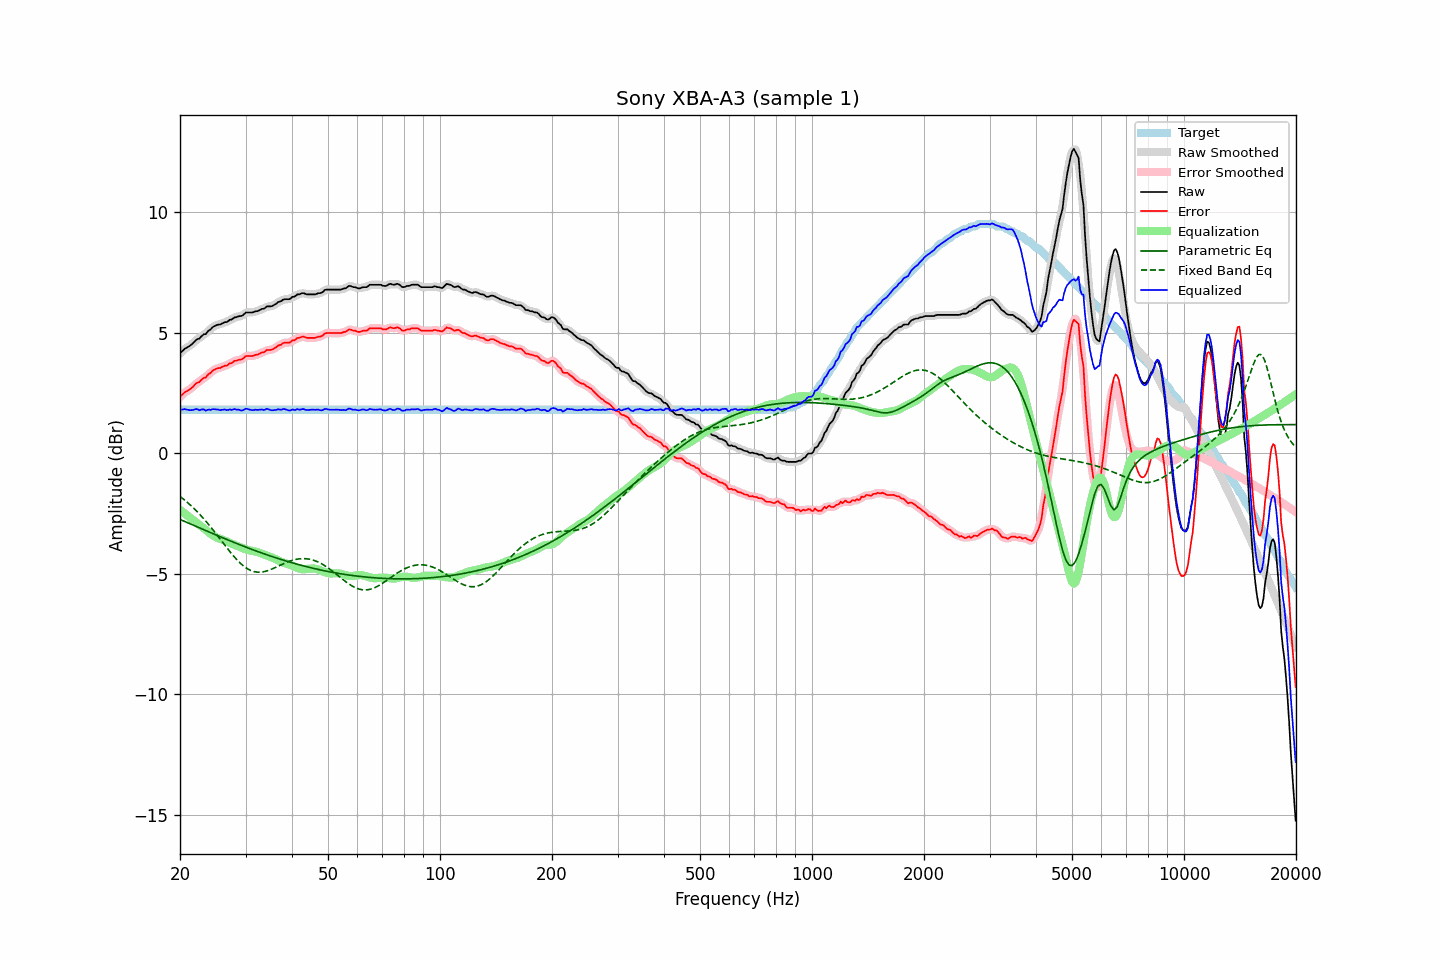 Sony XBA-A3 (sample 1)
Target
Raw Smoothed
Error Smoothed
Raw
Error
Equalization
Parametric Eq
Fixed Band Eq
Equalized
Amplitude (dBr)
10
5
0
−5
−10
−15
20 50 100 200 500 1000 2000 5000 10000 20000
Frequency (Hz)